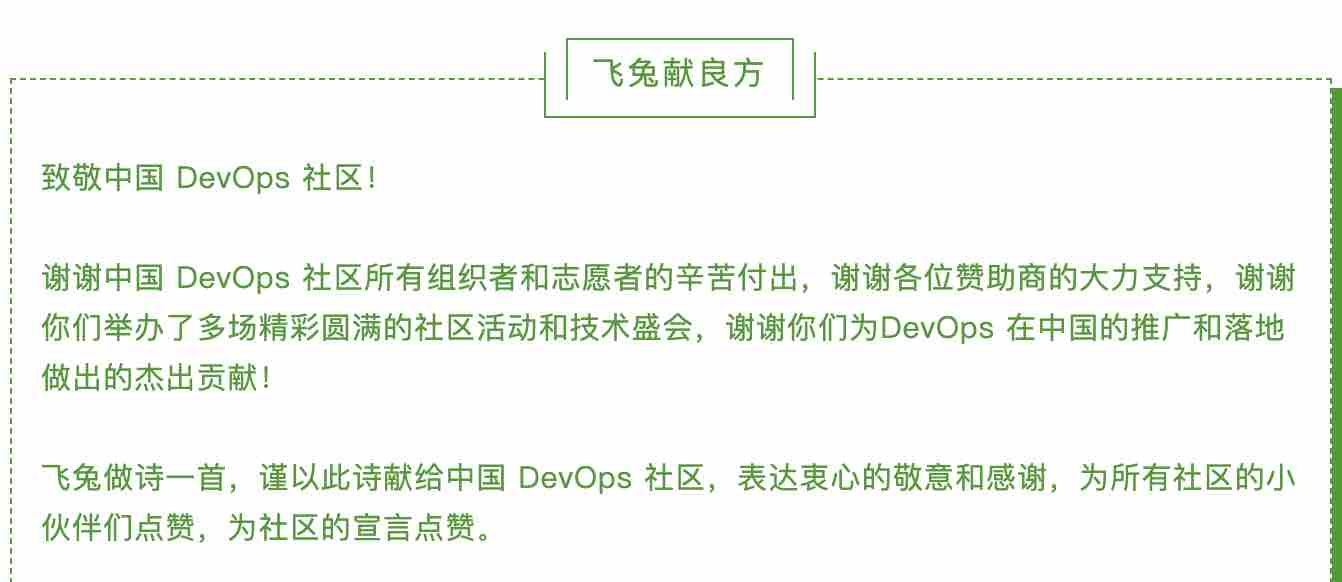 飞兔献良方
致敬中国 DevOps 社区！
谢谢中国 DevOps 社区所有组织者和志愿者的辛苦付出，谢谢各位赞助商的大力支持，谢谢
你们举办了多场精彩圆满的社区活动和技术盛会，谢谢你们为DevOps 在中国的推广和落地
做出的杰出贡献！
飞兔做诗一首，谨以此诗献给中国 DevOps 社区，表达衷心的敬意和感谢，为所有社区的小
伙伴们点赞，为社区的宣言点赞。